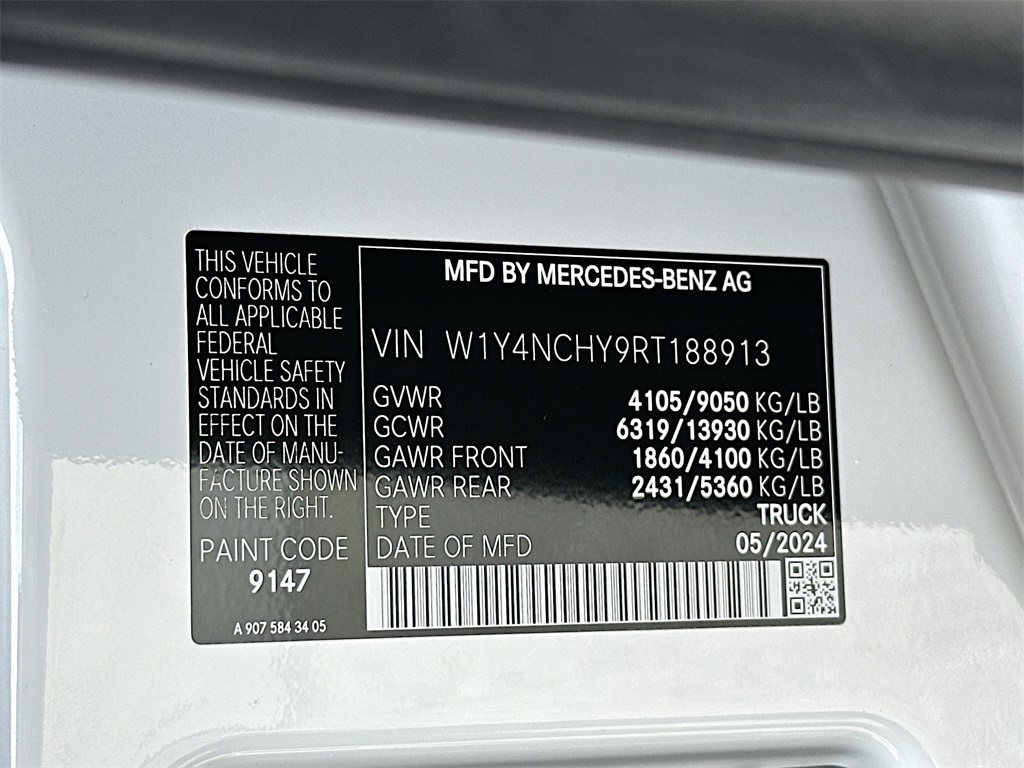 THIS VEHICLE
CONFORMS TO
ALL APPLICABLE
FEDERAL
VEHICLE SAFETY
STANDARDS IN
EFFECT ON THE
DATE OF MANU-
FACTURE SHOWN
ON THE RIGHT.
PAINT CODE
9147
A 907 584 34 05
MFD BY MERCEDES-BENZ AG
VIN W1Y4NCHY9RT188913
GVWR 4105/9050 KG/LB
GCWR 6319/13930 KG/LB
GAWR FRONT 1860/4100 KG/LB
GAWR REAR 2431/5360 KG/LB
TYPE TRUCK
DATE OF MFD 05/2024